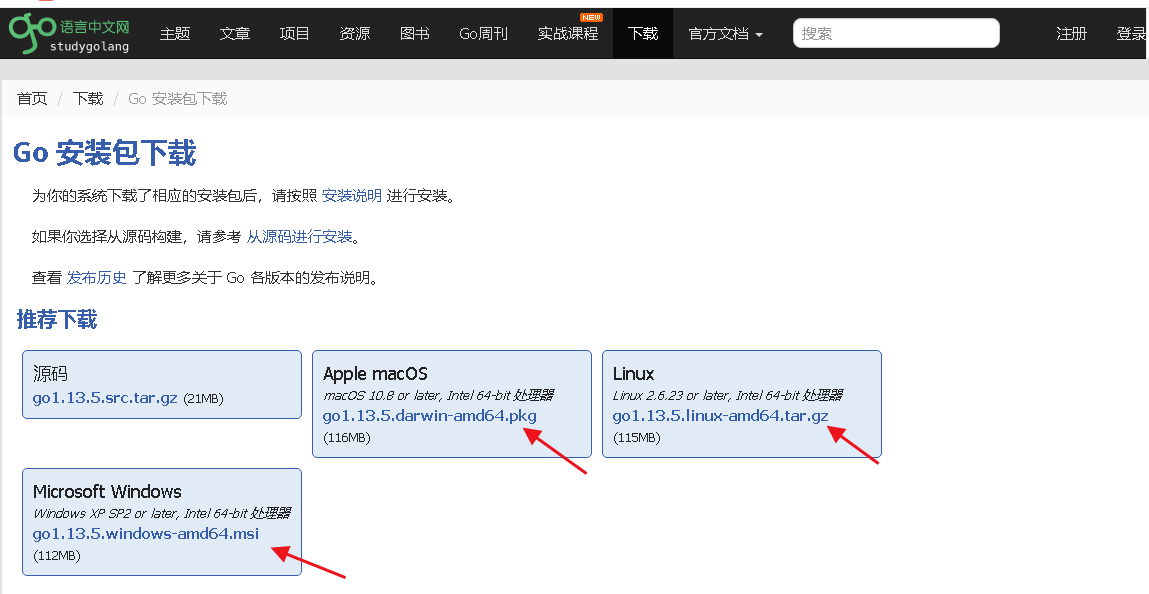 go语言中文网
studygolang
主题 文章 项目 资源 图书 Go周刊 实战课程 NEW 下载 官方文档 搜索 注册 登录
首页 / 下载 / Go 安装包下载
Go 安装包下载
为你的系统下载了相应的安装包后，请按照 安装说明 进行安装。
如果你选择从源码构建，请参考 从源码进行安装。
查看 发布历史 了解更多关于 Go 各版本的发布说明。
推荐下载
源码
go1.13.5.src.tar.gz (21MB)
Apple macOS
macOS 10.8 or later, Intel 64-bit 处理器
go1.13.5.darwin-amd64.pkg
(116MB)
Linux
Linux 2.6.23 or later, Intel 64-bit 处理器
go1.13.5.linux-amd64.tar.gz
(115MB)
Microsoft Windows
Windows XP SP2 or later, Intel 64-bit 处理器
go1.13.5.windows-amd64.msi
(112MB)